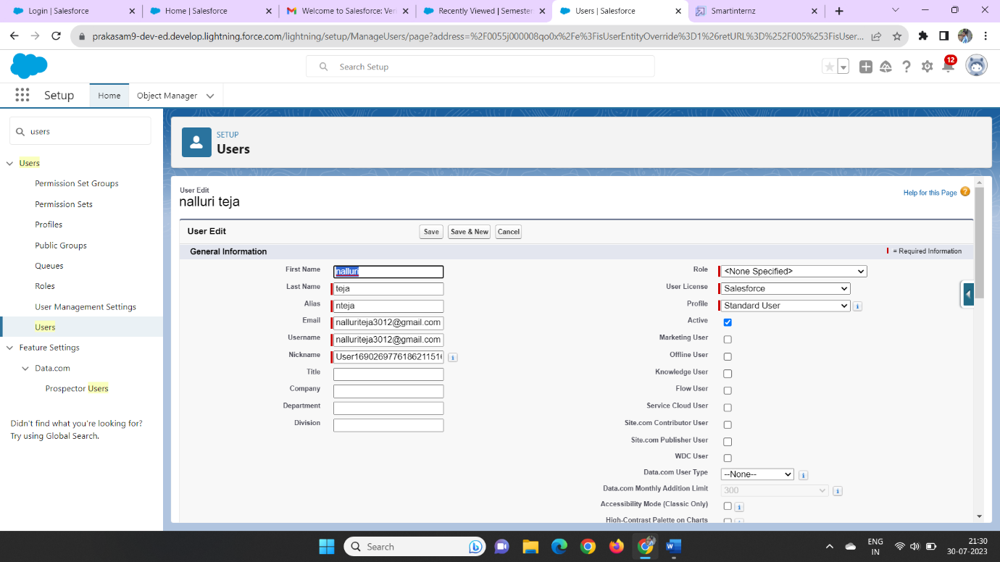 Login | Salesforce
Home | Salesforce
Welcome to Salesforce: Ver
Recently Viewed | Semester
Users | Salesforce
Smartinternz
prakasam9-dev-ed.develop.lightning.force.com/lightning/setup/ManageUsers/page?address=%2F0055j000008qo0x%2Fe%3FisUserEntityOverride%3D1%26retURL%3D%252F005%253FisUser...
Search Setup
12
Setup
Home
Object Manager
users
Users
Permission Set Groups
Permission Sets
Profiles
Public Groups
Queues
Roles
User Management Settings
Users
Feature Settings
Data.com
Prospector Users
Didn't find what you're looking for?
Try using Global Search.
SETUP
Users
User Edit
nalluri teja
Help for this Page
User Edit
Save
Save & New
Cancel
General Information
= Required Information
First Name nalluri
Last Name teja
Alias nteja
Email nalluriteja3012@gmail.com
Username nalluriteja3012@gmail.com
Nickname
Title
Company
Department
Division
Role <None Specified>
User License Salesforce
Profile Standard User
Active
Marketing User
Offline User
Knowledge User
Flow User
Service Cloud User
Site.com Contributor User
Site.com Publisher User
WDC User
Data.com User Type --None--
Data.com Monthly Addition Limit 300
Accessibility Mode (Classic Only)
High-Contrast Palette on Charts
Search
ENG
IN
21:30
30-07-2023